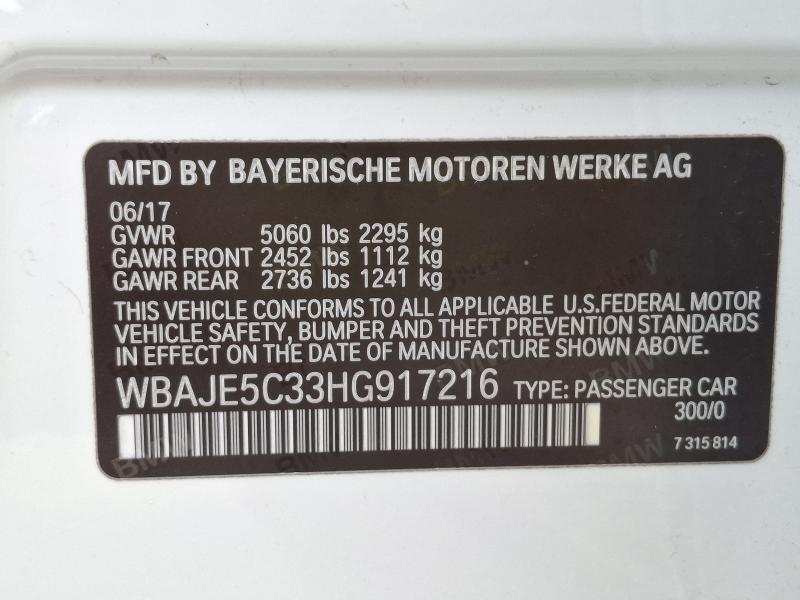 MFD BY BAYERISCHE MOTOREN WERKE AG
06/17
GVWR 5060 lbs 2295 kg
GAWR FRONT 2452 lbs 1112 kg
GAWR REAR 2736 lbs 1241 kg
THIS VEHICLE CONFORMS TO ALL APPLICABLE U.S.FEDERAL MOTOR
VEHICLE SAFETY, BUMPER AND THEFT PREVENTION STANDARDS
IN EFFECT ON THE DATE OF MANUFACTURE SHOWN ABOVE.
WBAJE5C33HG917216 TYPE: PASSENGER CAR
300/0
7 315 814